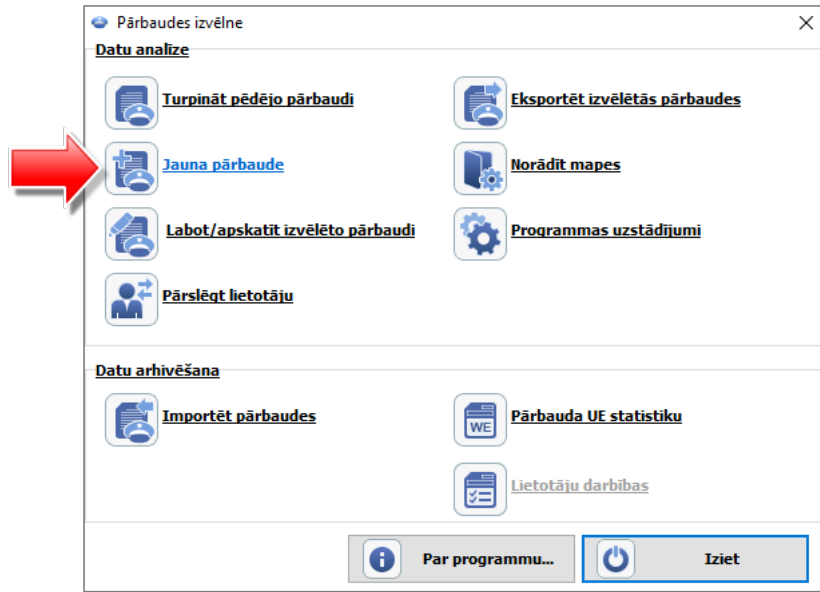 Pārbaudes izvēlne
Datu analīze
Turpināt pēdējo pārbaudi
Eksportēt izvēlētās pārbaudes
Jauna pārbaude
Norādīt mapes
Labot/apskatīt izvēlēto pārbaudi
Programmas uzstādījumi
Pārslēgt lietotāju
Datu arhivēšana
Importēt pārbaudes
WE
Pārbauda UE statistiku
Lietotāju darbības
Par programmu...
Iziet